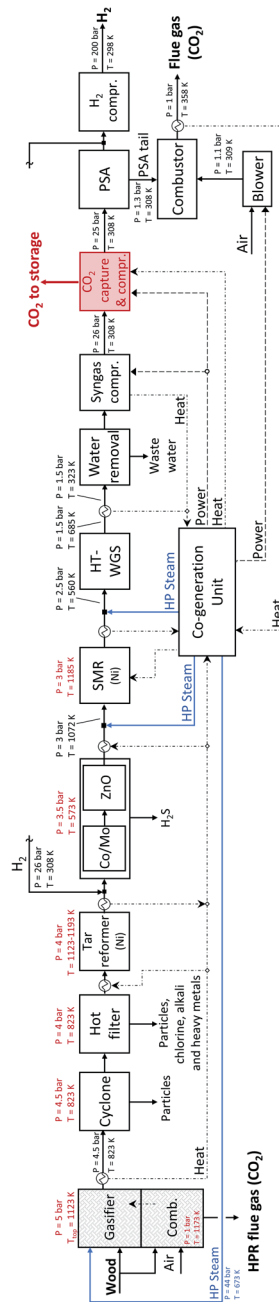 P = 5 bar
T_top = 1123 K
Gasifier
Comb.
P = 1 bar
T = 1173 K
Wood
Air
HP Steam
P = 44 bar
T = 673 K
HPR flue gas (CO₂)
P = 4.5 bar
T = 823 K
Heat
P = 4.5 bar
T = 823 K
Cyclone
Particles
P = 4 bar
T = 823 K
Hot
filter
Particles,
chlorine, alkali
and heavy metals
P = 4 bar
T = 1123-1193 K
Tar
reformer
(Ni)
H₂
P = 26 bar
T = 308 K
P = 3.5 bar
T = 573 K
Co/Mo
ZnO
H₂S
P = 3 bar
T = 1072 K
HP Steam
P = 3 bar
T = 1185 K
SMR
(Ni)
P = 2.5 bar
T = 560 K
HP Steam
HT-
WGS
P = 1.5 bar
T = 685 K
P = 1.5 bar
T = 323 K
Water
removal
Waste
water
Syngas
compr.
Heat
P = 26 bar
T = 308 K
CO₂ to storage
CO₂
capture
& compr.
P = 25 bar
T = 308 K
Co-generation
Unit
Power
Heat
Power
Heat
PSA
P = 1.3 bar
T = 308 K
PSA tail
H₂
compr.
P = 200 bar
T = 298 K
H₂
Combustor
P = 1 bar
T = 358 K
Flue gas
(CO₂)
P = 1.1 bar
T = 309 K
Blower
Air